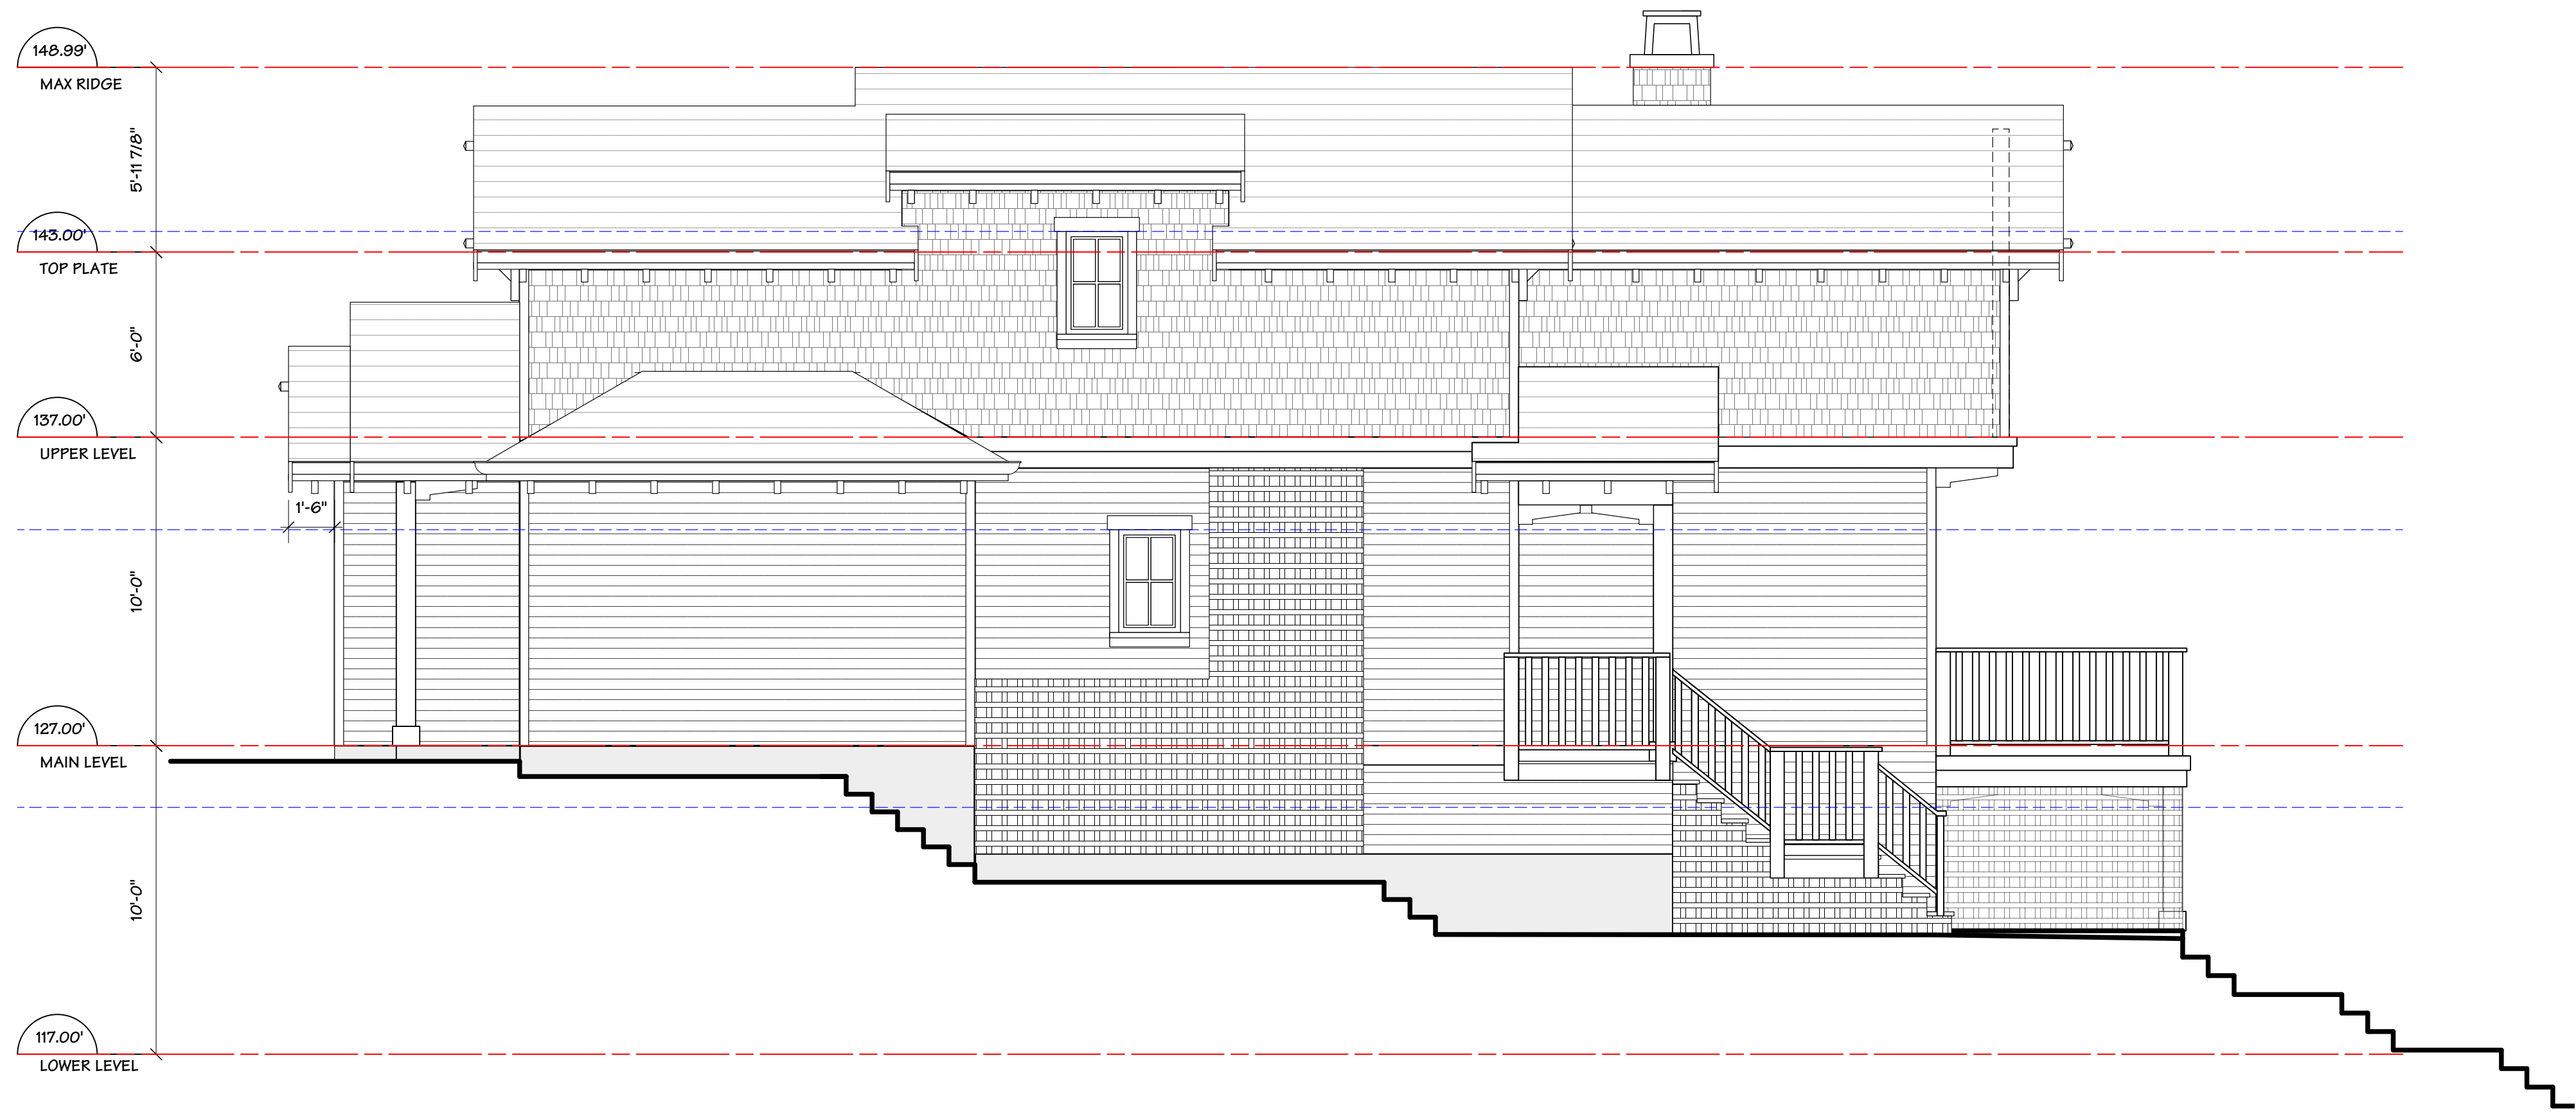 148.99'
MAX RIDGE
5'-11 7/8"
143.00'
TOP PLATE
6'-0"
137.00'
UPPER LEVEL
1'-6"
10'-0"
127.00'
MAIN LEVEL
10'-0"
117.00'
LOWER LEVEL